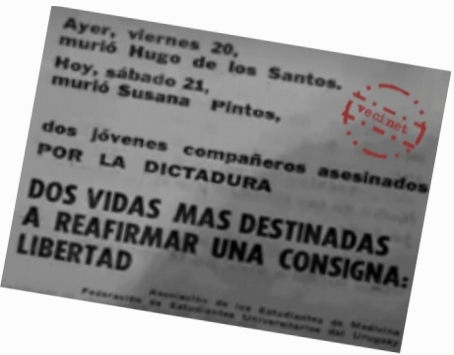 Ayer, viernes 20,
murió Hugo de los Santos.
Hoy, sábado 21,
murió Susana Pintos,
dos jóvenes compañeros asesinados
POR LA DICTADURA
DOS VIDAS MAS DESTINADAS
A REAFIRMAR UNA CONSIGNA:
LIBERTAD
Asociación de los Estudiantes de Medicina
Federación de Estudiantes Universitarios del Uruguay
vecinet